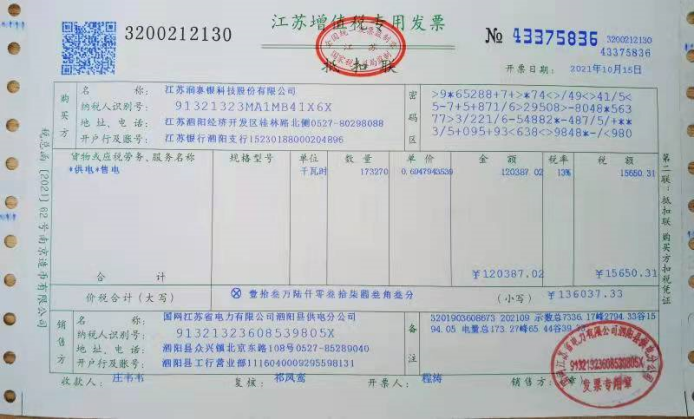 3200212130
江苏增值税专用发票
抵扣联
№ 43375836
3200212130
43375836
开票日期： 2021年10月15日
税总函 [2021] 62号南京造币有限公司
购买方
名 称： 江苏润泰银科技股份有限公司
纳税人识别号： 91321323MA1MB41X6X
地 址、电 话： 江苏泗阳经济开发区桂林路北侧0527-80298088
开户行及账号： 江苏银行泗阳支行15230188000204896
密码区
>9*65288+7+>*74<>/49<>41/5<
5-7+5+871/6>29508>-8048*563
77>3/221/6-54882*-487/5/+**
3/5+095+93<638<>9848*-/<980
货物或应税劳务、服务名称 规格型号 单位 数 量 单 价 金 额 税率 税 额
*供电*售电 千瓦时 173270 0.6947943539 120387.02 13% 15650.31
合 计 ￥120387.02 ￥15650.31
价税合计（大写） 壹拾叁万陆仟零叁拾柒圆叁角叁分 （小写） ￥136037.33
第二联：抵扣联 购买方扣税凭证
销售方
名 称： 国网江苏省电力有限公司泗阳县供电分公司
纳税人识别号： 91321323608539805X
地 址、电 话： 泗阳县众兴镇北京东路108号0527-85289040
开户行及账号： 泗阳县工行营业部1116040009295598131
备注
3201903608673 202109 示数总7336.17峰2794.33谷15
94.05 电量总173.27峰65.44谷39
91321323608539805X
发票专用章
收款人： 复核： 开票人： 程涛 销售方